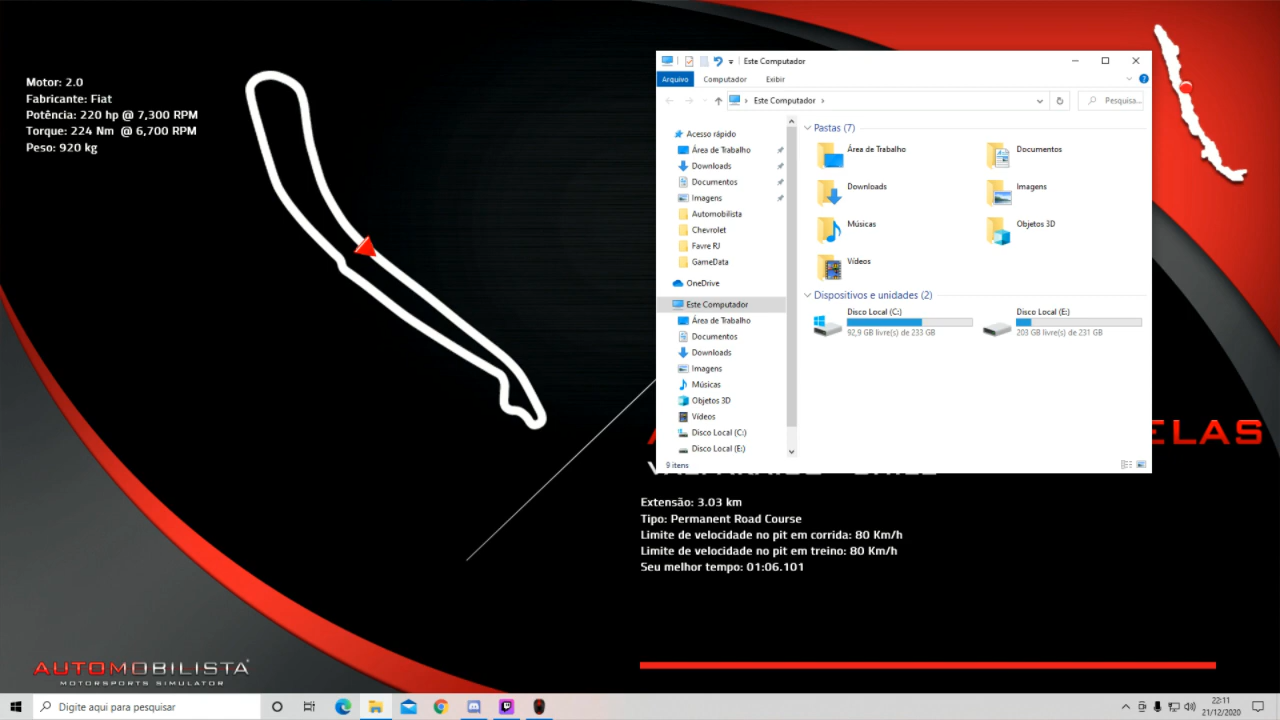 Motor: 2.0
Fabricante: Fiat
Potência: 220 hp @ 7,300 RPM
Torque: 224 Nm @ 6,700 RPM
Peso: 920 kg
Este Computador
Arquivo
Computador
Exibir
Este Computador
Pesquisa...
Acesso rápido
Área de Trabalho
Downloads
Documentos
Imagens
Automobilista
Chevrolet
Favre RJ
GameData
OneDrive
Este Computador
Área de Trabalho
Documentos
Downloads
Imagens
Músicas
Objetos 3D
Vídeos
Disco Local (C:)
Disco Local (E:)
9 itens
Pastas (7)
Área de Trabalho
Documentos
Downloads
Imagens
Músicas
Objetos 3D
Vídeos
Dispositivos e unidades (2)
Disco Local (C:)
92,9 GB livre(s) de 233 GB
Disco Local (E:)
203 GB livre(s) de 231 GB
ELAS
Extensão: 3.03 km
Tipo: Permanent Road Course
Limite de velocidade no pit em corrida: 80 Km/h
Limite de velocidade no pit em treino: 80 Km/h
Seu melhor tempo: 01:06.101
AUTOMOBILISTA
MOTORSPORTS SIMULATOR
Digite aqui para pesquisar
22:11
21/12/2020